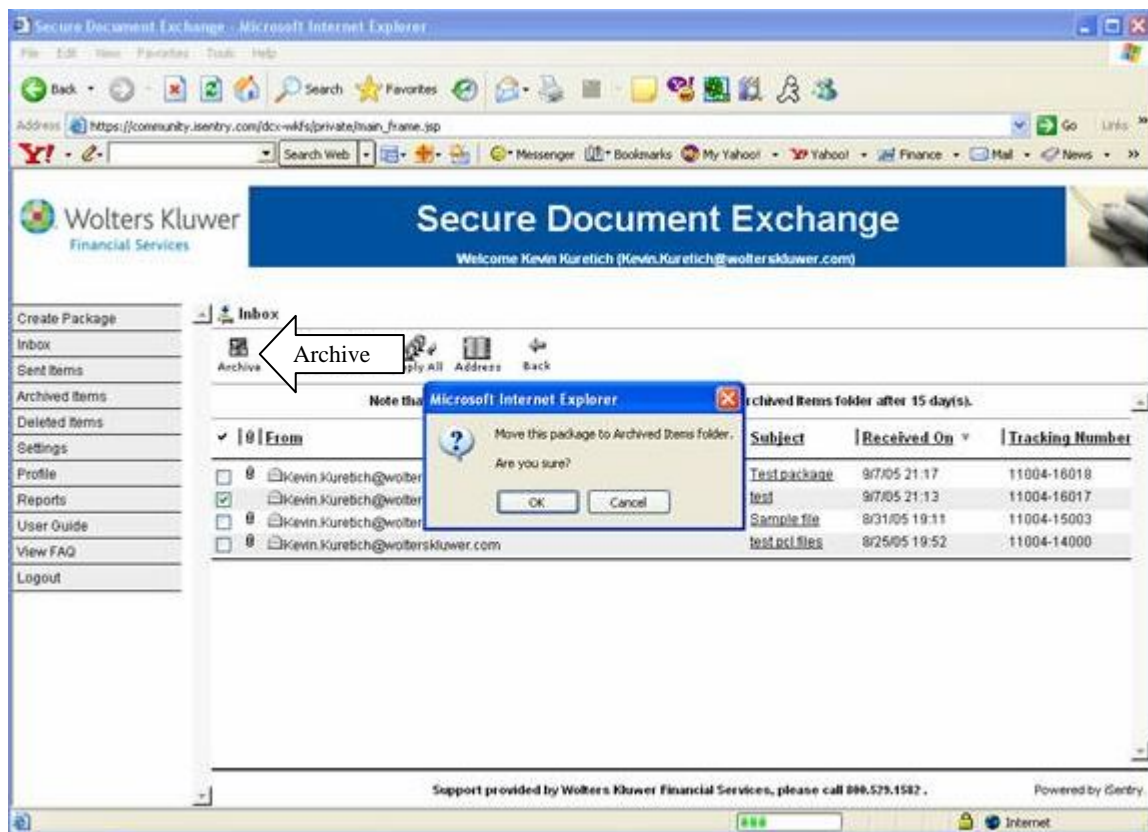 Secure Document Exchange - Microsoft Internet Explorer
File Edit View Favorites Tools Help
Back Search Favorites
Address https://community.isentry.com/dcx-wkfs/private/main_frame.jsp Go Links »
Y! Search Web Messenger Bookmarks My Yahoo! Yahoo! Finance Mail News »
Wolters Kluwer
Financial Services
Secure Document Exchange
Welcome Kevin Kuretich (Kevin.Kuretich@wolterskluwer.com)
Create Package
Inbox
Sent Items
Archived Items
Deleted Items
Settings
Profile
Reports
User Guide
View FAQ
Logout
Inbox
Archive
Archive ply All Address Back
Note tha rchived Items folder after 15 day(s).
From Subject Received On Tracking Number
Kevin.Kuretich@wolter Test package 9/7/05 21:17 11004-16018
Kevin.Kuretich@wolter test 9/7/05 21:13 11004-16017
Kevin.Kuretich@wolter Sample file 8/31/05 19:11 11004-15003
Kevin.Kuretich@wolterskluwer.com test pcl files 8/25/05 19:52 11004-14000
Microsoft Internet Explorer
Move this package to Archived Items folder.
Are you sure?
OK Cancel
Support provided by Wolters Kluwer Financial Services, please call 800.529.1582 . Powered by iSentry
Internet